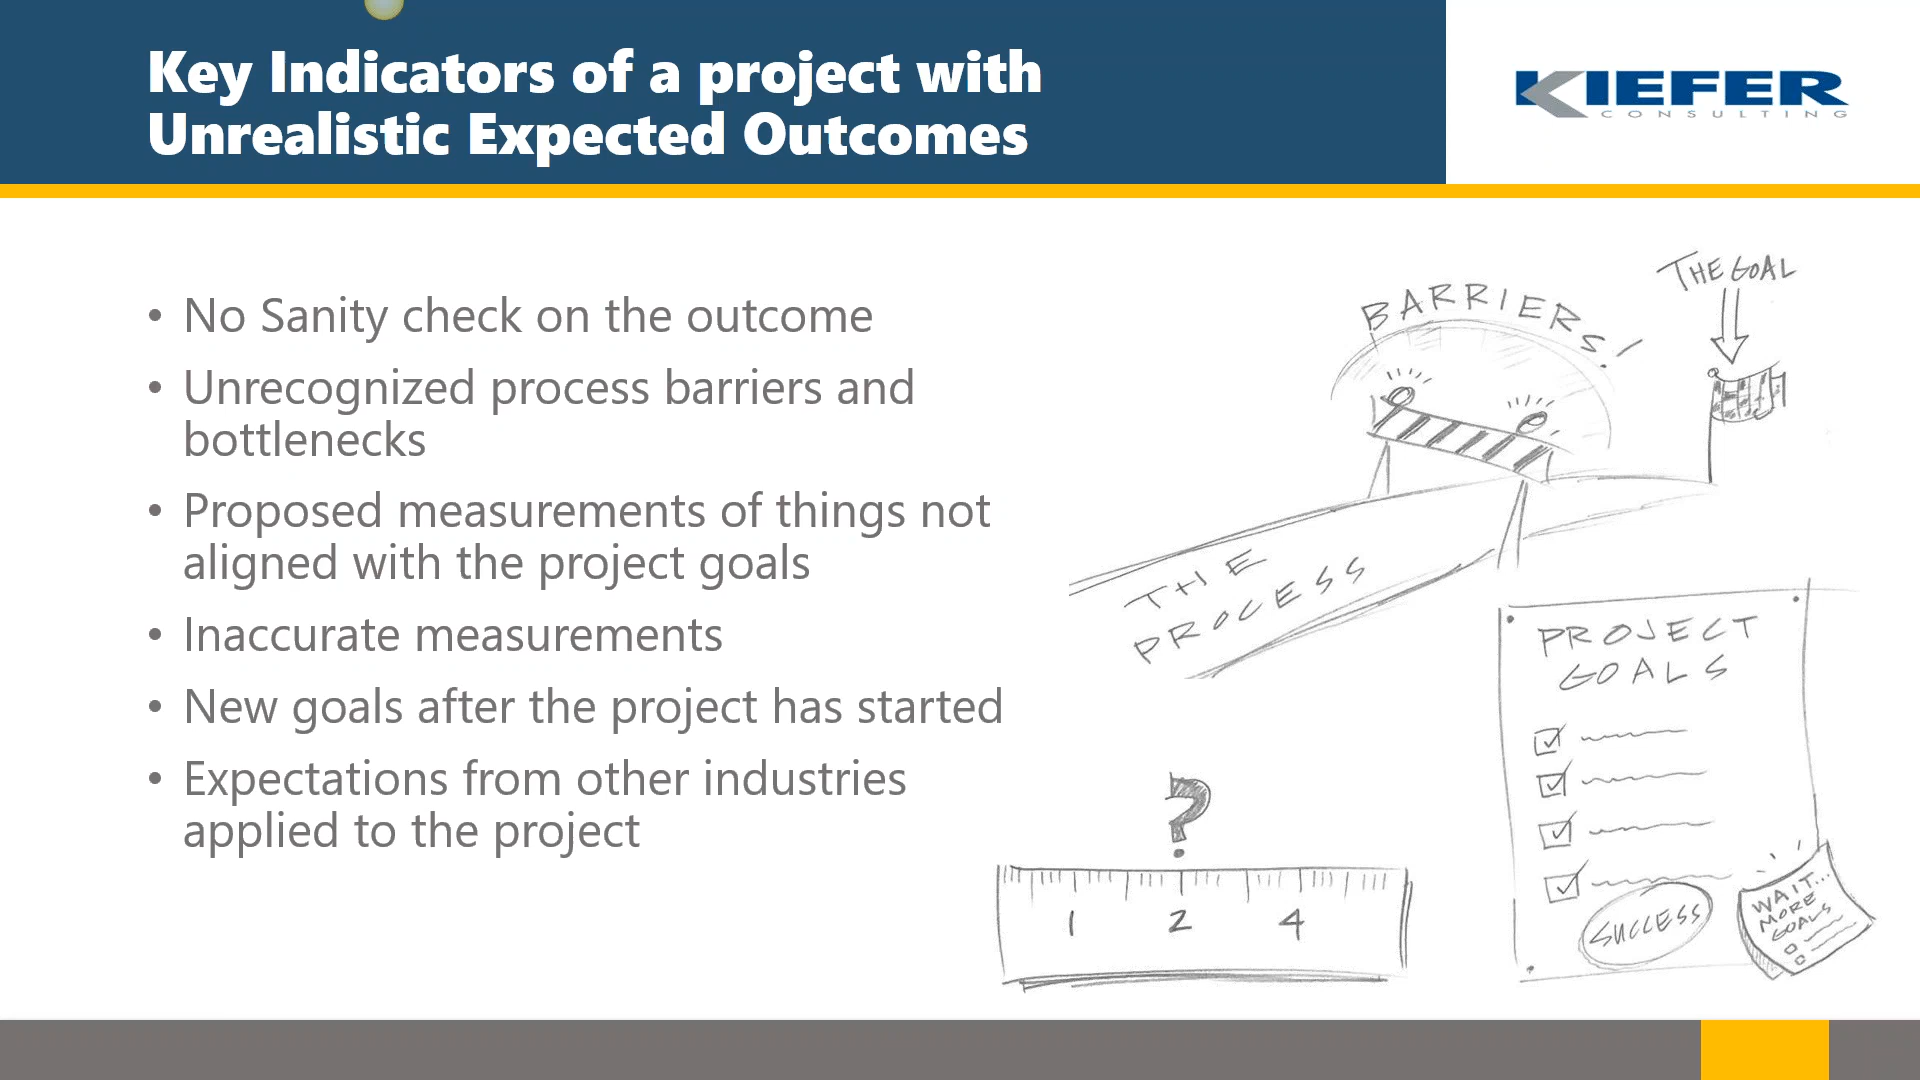 Key Indicators of a project with
Unrealistic Expected Outcomes
KIEFER
CONSULTING
• No Sanity check on the outcome
• Unrecognized process barriers and
bottlenecks
• Proposed measurements of things not
aligned with the project goals
• Inaccurate measurements
• New goals after the project has started
• Expectations from other industries
applied to the project
THE GOAL
BARRIERS!
THE
PROCESS
PROJECT
GOALS
SUCCESS
WAIT...
MORE
GOALS
?
1 2 4